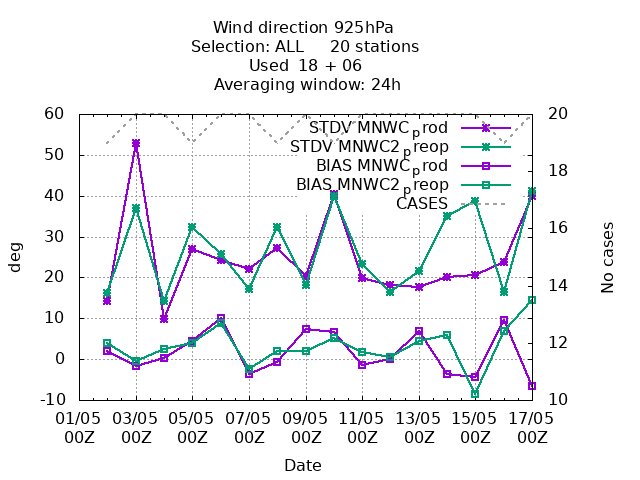 Wind direction 925hPa
Selection: ALL 20 stations
Used 18 + 06
Averaging window: 24h
60
50
40
30
20
10
0
-10
20
18
16
14
12
10
deg
No cases
STDV MNWC_prod
STDV MNWC2_preop
BIAS MNWC_prod
BIAS MNWC2_preop
CASES
01/05 03/05 05/05 07/05 09/05 11/05 13/05 15/05 17/05
00Z 00Z 00Z 00Z 00Z 00Z 00Z 00Z 00Z
Date